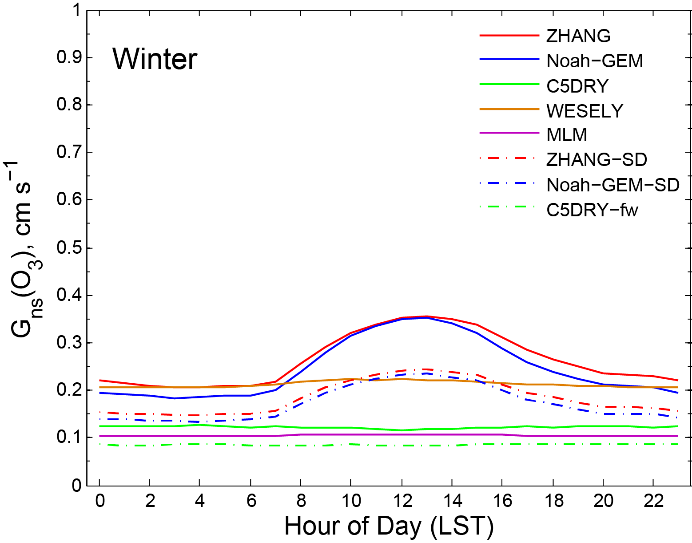 Winter
ZHANG
Noah−GEM
C5DRY
WESELY
MLM
ZHANG−SD
Noah−GEM−SD
C5DRY−fw
Gns(O3), cm s−1
1
0.9
0.8
0.7
0.6
0.5
0.4
0.3
0.2
0.1
0
0 2 4 6 8 10 12 14 16 18 20 22
Hour of Day (LST)